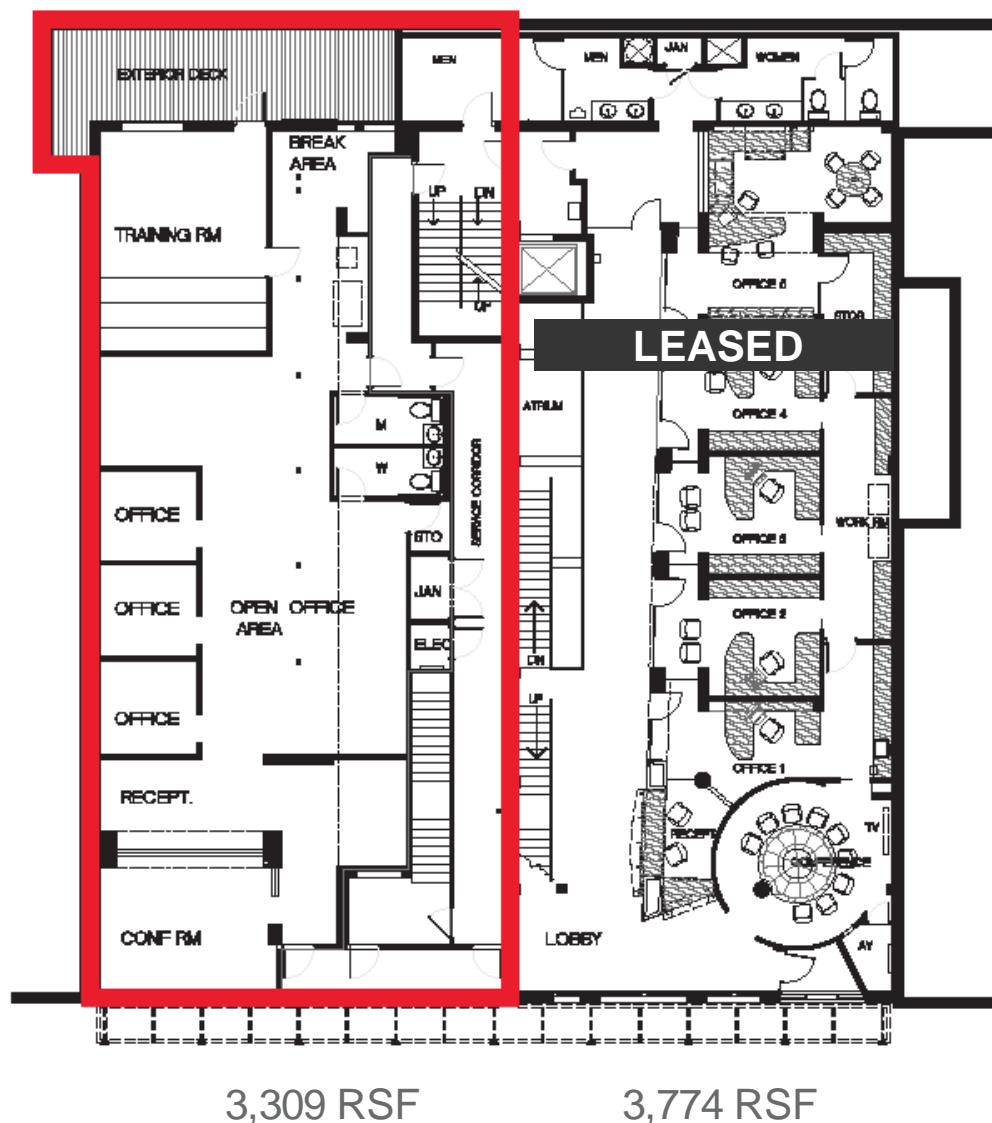 EXTERIOR DECK
MEN
MEN
JAN
WOMEN
BREAK
AREA
TRAINING RM
UP
DN
UP
OFFICE 5
STOR
LEASED
ATRIUM
OFFICE 4
M
W
SERVICE CORRIDOR
OFFICE
STO
WORK RM
OFFICE 3
OFFICE
OPEN OFFICE
AREA
JAN
OFFICE 2
ELEC
DN
OFFICE
UP
OFFICE 1
RECEPT.
RECEPT
TV
CONFERENCE
CONF RM
LOBBY
AV
3,309 RSF
3,774 RSF